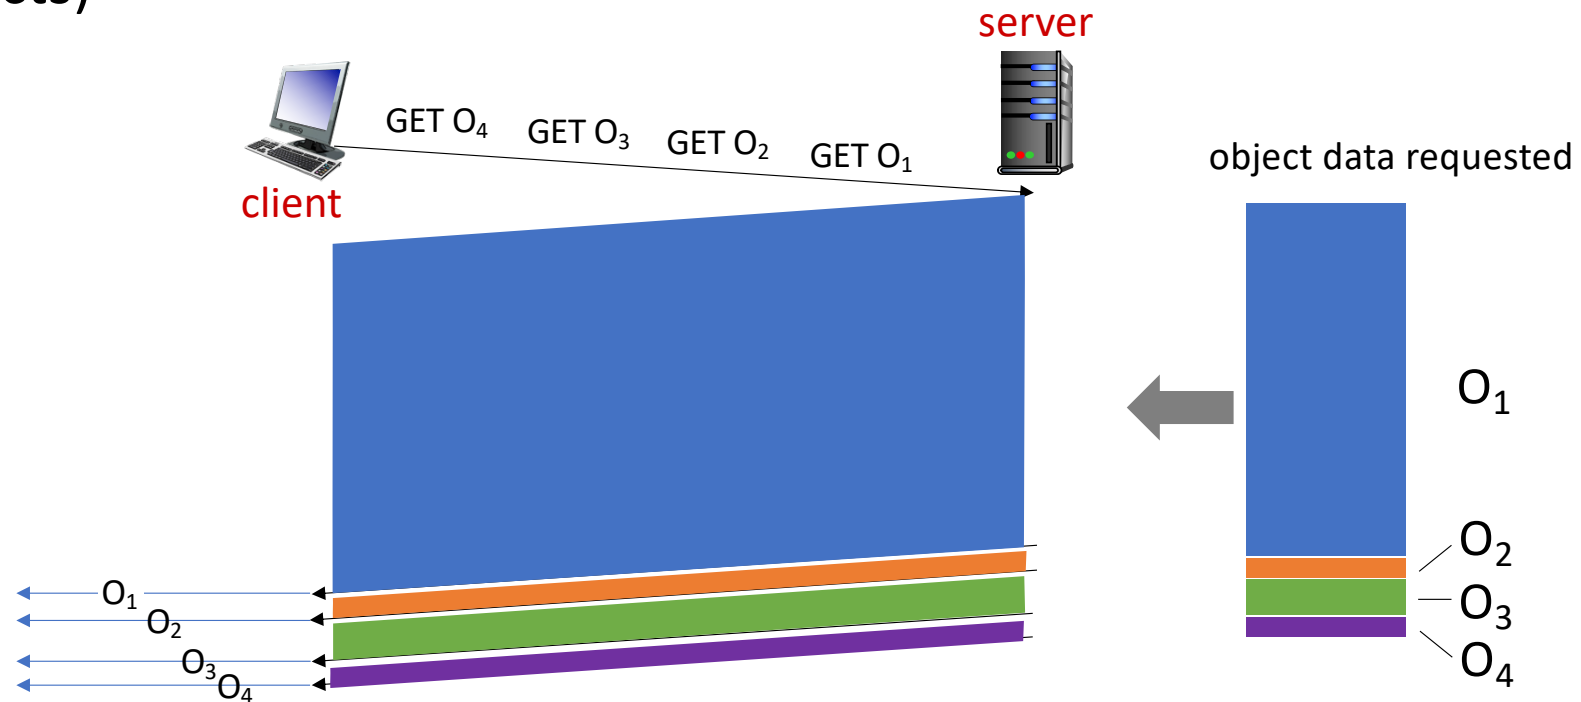 server
GET O₄ GET O₃ GET O₂ GET O₁
object data requested
client
O₁
O₂
O₃
O₄
O₁
O₂
O₃
O₄